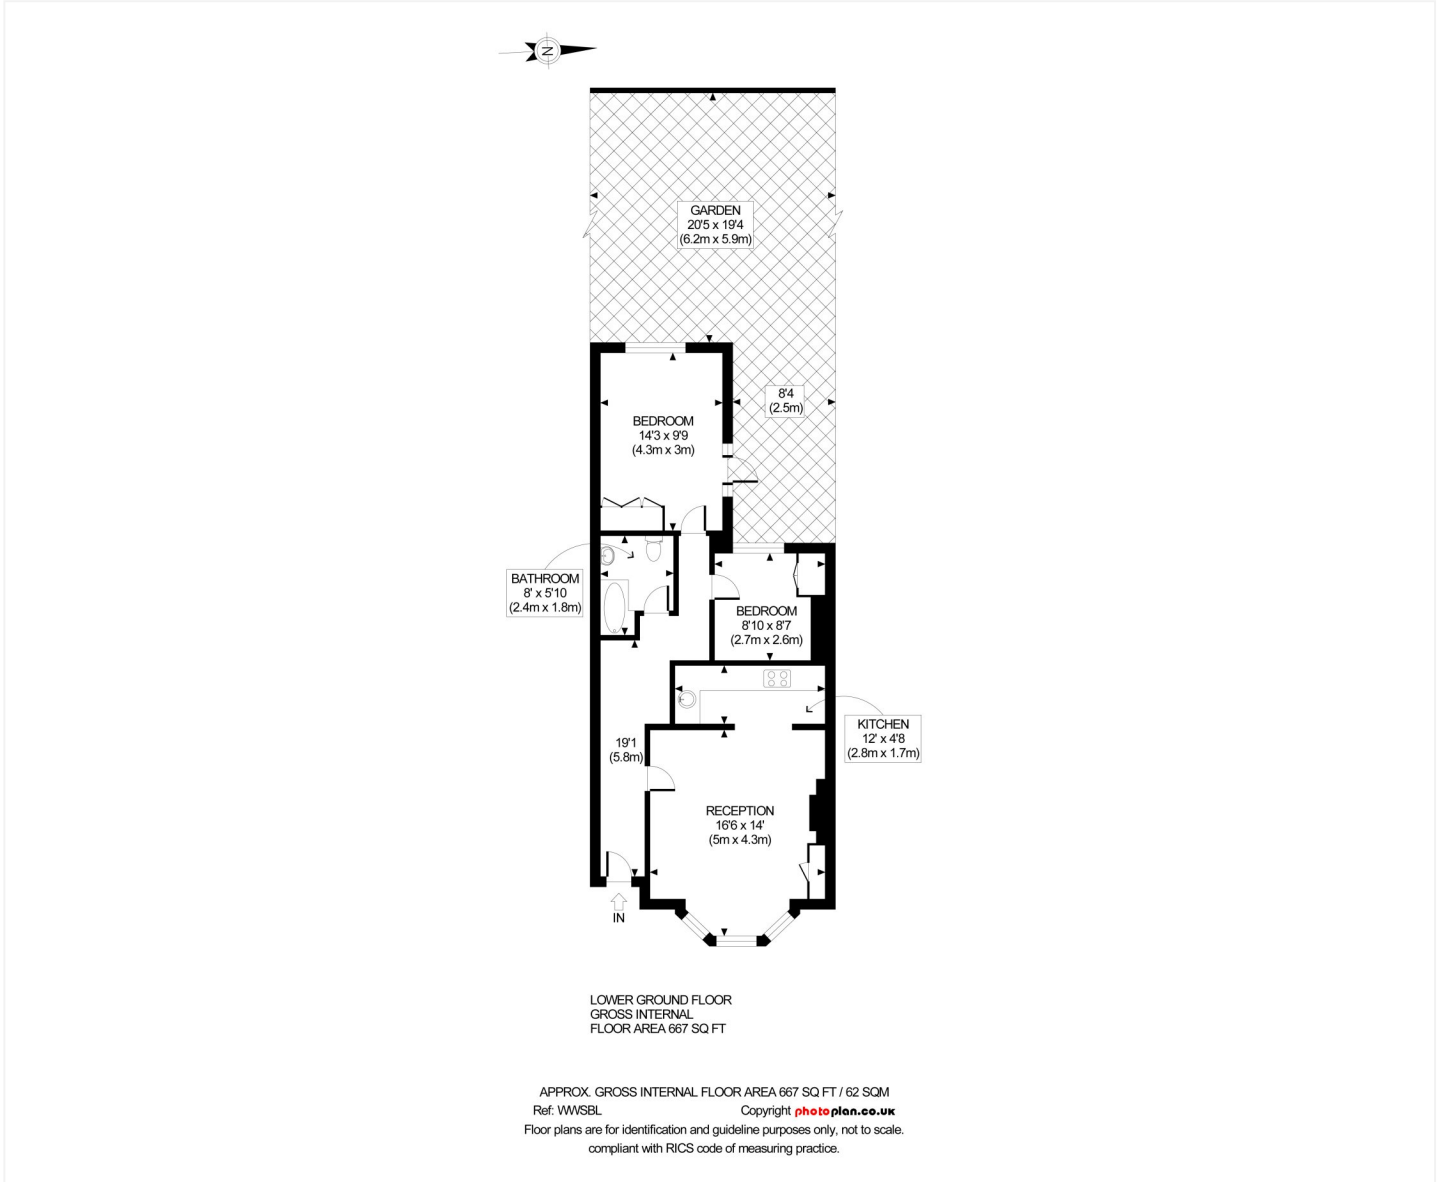 N
GARDEN
20'5 x 19'4
(6.2m x 5.9m)
8'4
(2.5m)
BEDROOM
14'3 x 9'9
(4.3m x 3m)
BATHROOM
8' x 5'10
(2.4m x 1.8m)
BEDROOM
8'10 x 8'7
(2.7m x 2.6m)
KITCHEN
12' x 4'8
(2.8m x 1.7m)
19'1
(5.8m)
RECEPTION
16'6 x 14'
(5m x 4.3m)
IN
LOWER GROUND FLOOR
GROSS INTERNAL
FLOOR AREA 667 SQ FT
APPROX. GROSS INTERNAL FLOOR AREA 667 SQ FT / 62 SQM
Ref: WWSBL Copyright photoplan.co.uk
Floor plans are for identification and guideline purposes only, not to scale.
compliant with RICS code of measuring practice.